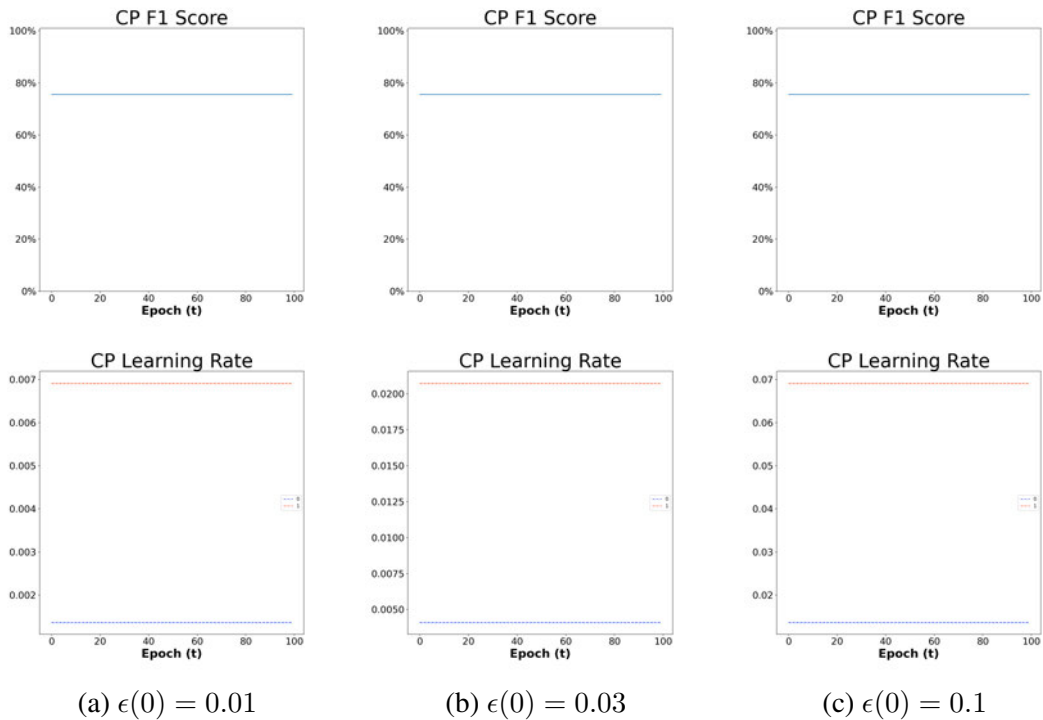 CP F1 Score CP F1 Score CP F1 Score
100% 100% 100%
80% 80% 80%
60% 60% 60%
40% 40% 40%
20% 20% 20%
0% 0% 0%
0 20 40 60 80 100 0 20 40 60 80 100 0 20 40 60 80 100
Epoch (t) Epoch (t) Epoch (t)
CP Learning Rate CP Learning Rate CP Learning Rate
0.007
0.006
0.005
0.004
0.003
0.002
0
1
0 20 40 60 80 100
Epoch (t)
0.0200
0.0175
0.0150
0.0125
0.0100
0.0075
0.0050
0
1
0 20 40 60 80 100
Epoch (t)
0.07
0.06
0.05
0.04
0.03
0.02
0
1
0 20 40 60 80 100
Epoch (t)
(a) ϵ(0) = 0.01 (b) ϵ(0) = 0.03 (c) ϵ(0) = 0.1